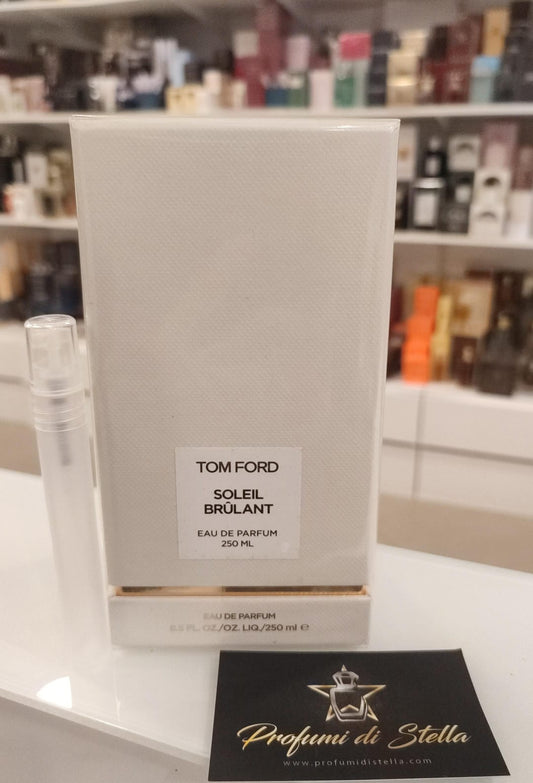 TOM FORD
SOLEIL
BRÛLANT
EAU DE PARFUM
250 ML
EAU DE PARFUM
8.5 FL. OZ./OZ. LIQ./250 ml ℮
Profumi di Stella
www.profumidistella.com